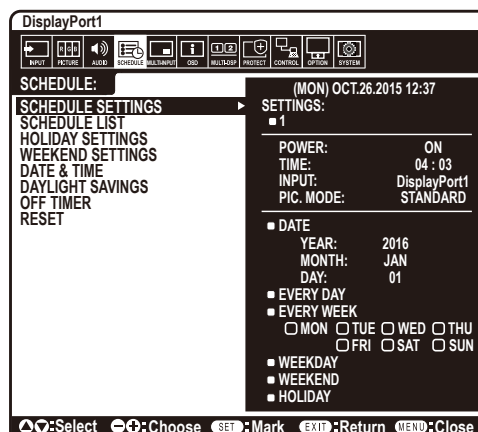 DisplayPort1
INPUT RGB PICTURE AUDIO SCHEDULE MULTI-INPUT OSD 1 2 MULTI-DSP PROTECT CONTROL OPTION SYSTEM
SCHEDULE:
SCHEDULE SETTINGS
SCHEDULE LIST
HOLIDAY SETTINGS
WEEKEND SETTINGS
DATE & TIME
DAYLIGHT SAVINGS
OFF TIMER
RESET
(MON) OCT.26.2015 12:37
SETTINGS:
1
POWER: ON
TIME: 04 : 03
INPUT: DisplayPort1
PIC. MODE: STANDARD
DATE
YEAR: 2016
MONTH: JAN
DAY: 01
EVERY DAY
EVERY WEEK
MON TUE WED THU
FRI SAT SUN
WEEKDAY
WEEKEND
HOLIDAY
:Select :Choose SET :Mark EXIT :Return MENU :Close